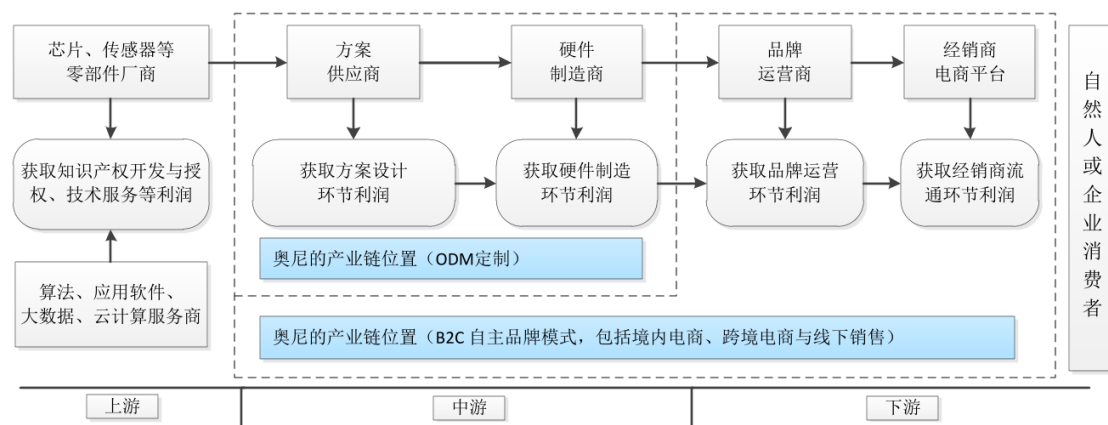 芯片、传感器等
零部件厂商
方案
供应商
硬件
制造商
品牌
运营商
经销商
电商平台
获取知识产权开发与授
权、技术服务等利润
获取方案设计
环节利润
获取硬件制造
环节利润
获取品牌运营
环节利润
获取经销商流
通环节利润
自然人或企业消费者
奥尼的产业链位置（ODM定制）
算法、应用软件、
大数据、云计算服务商
奥尼的产业链位置（B2C 自主品牌模式，包括境内电商、跨境电商与线下销售）
上游
中游
下游